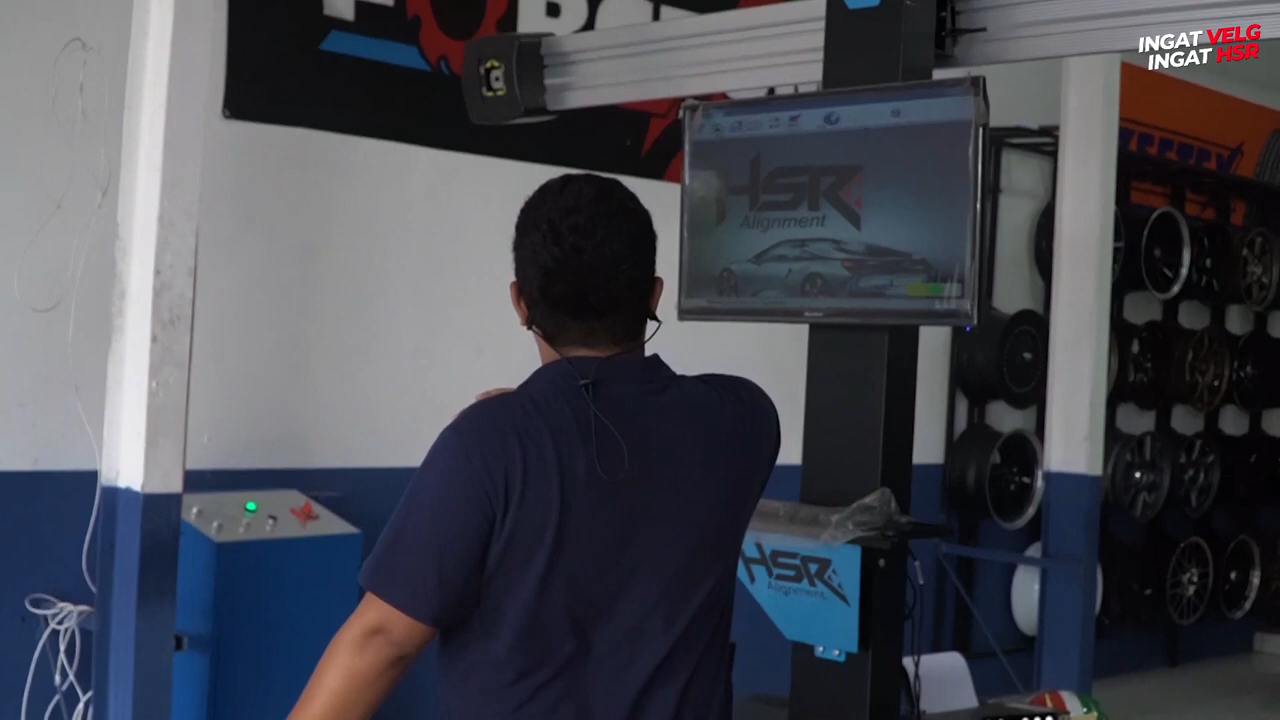 INGAT VELG
INGAT HSR
HSR
Alignment
HSR
Alignment